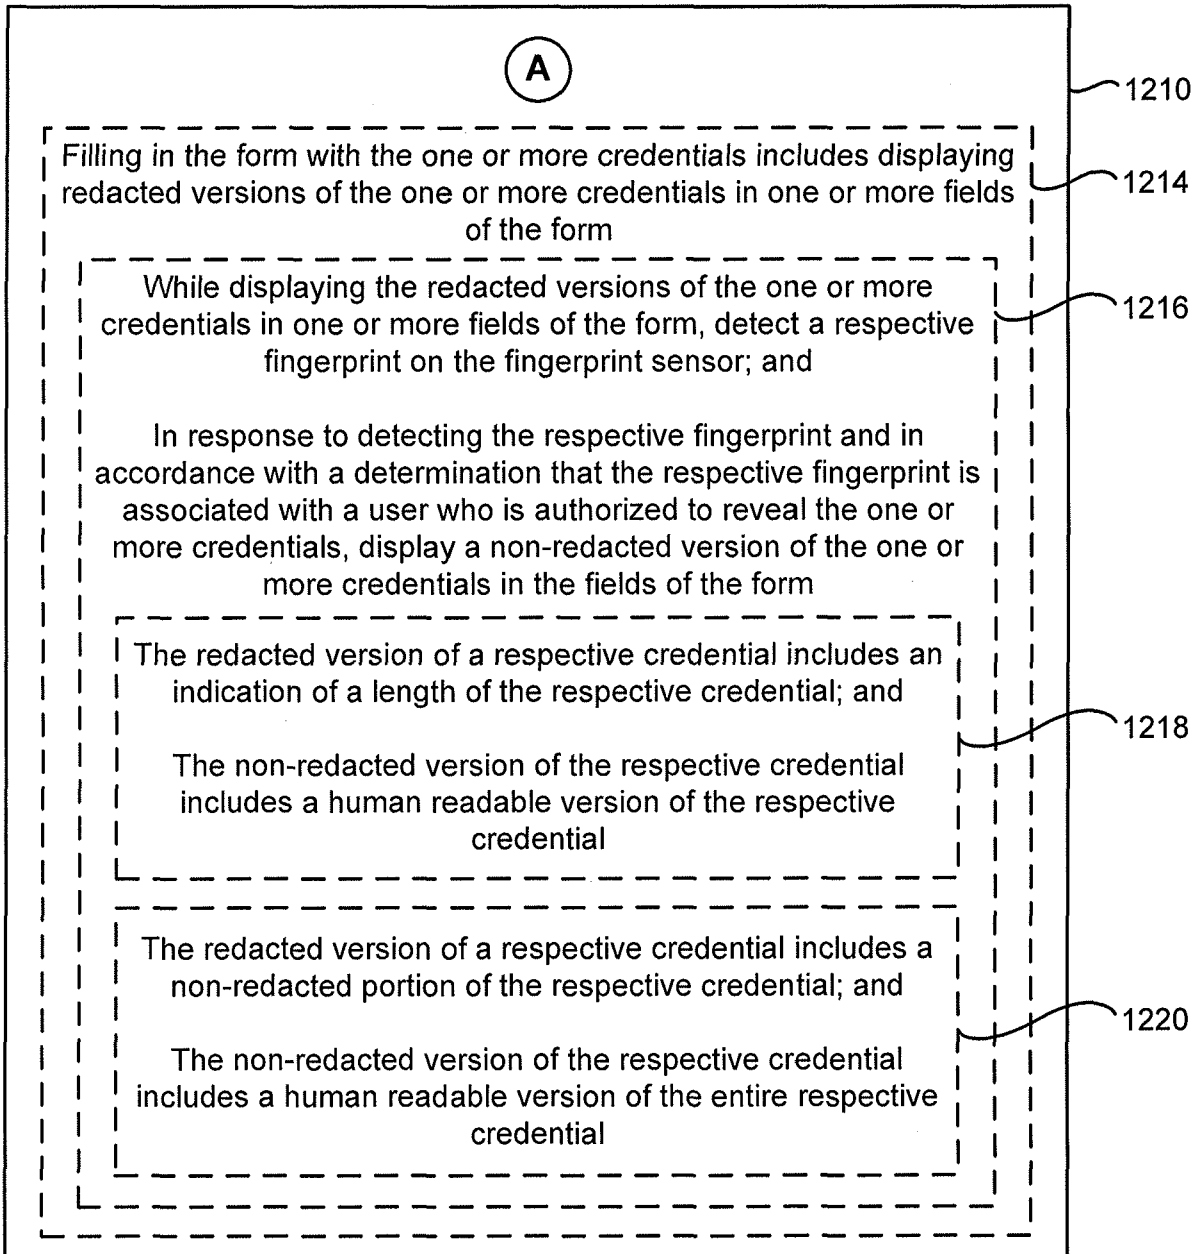 A
1210
Filling in the form with the one or more credentials includes displaying
redacted versions of the one or more credentials in one or more fields
of the form
1214
While displaying the redacted versions of the one or more
credentials in one or more fields of the form, detect a respective
fingerprint on the fingerprint sensor; and
1216
In response to detecting the respective fingerprint and in
accordance with a determination that the respective fingerprint is
associated with a user who is authorized to reveal the one or
more credentials, display a non-redacted version of the one or
more credentials in the fields of the form
The redacted version of a respective credential includes an
indication of a length of the respective credential; and
1218
The non-redacted version of the respective credential
includes a human readable version of the respective
credential
The redacted version of a respective credential includes a
non-redacted portion of the respective credential; and
1220
The non-redacted version of the respective credential
includes a human readable version of the entire respective
credential